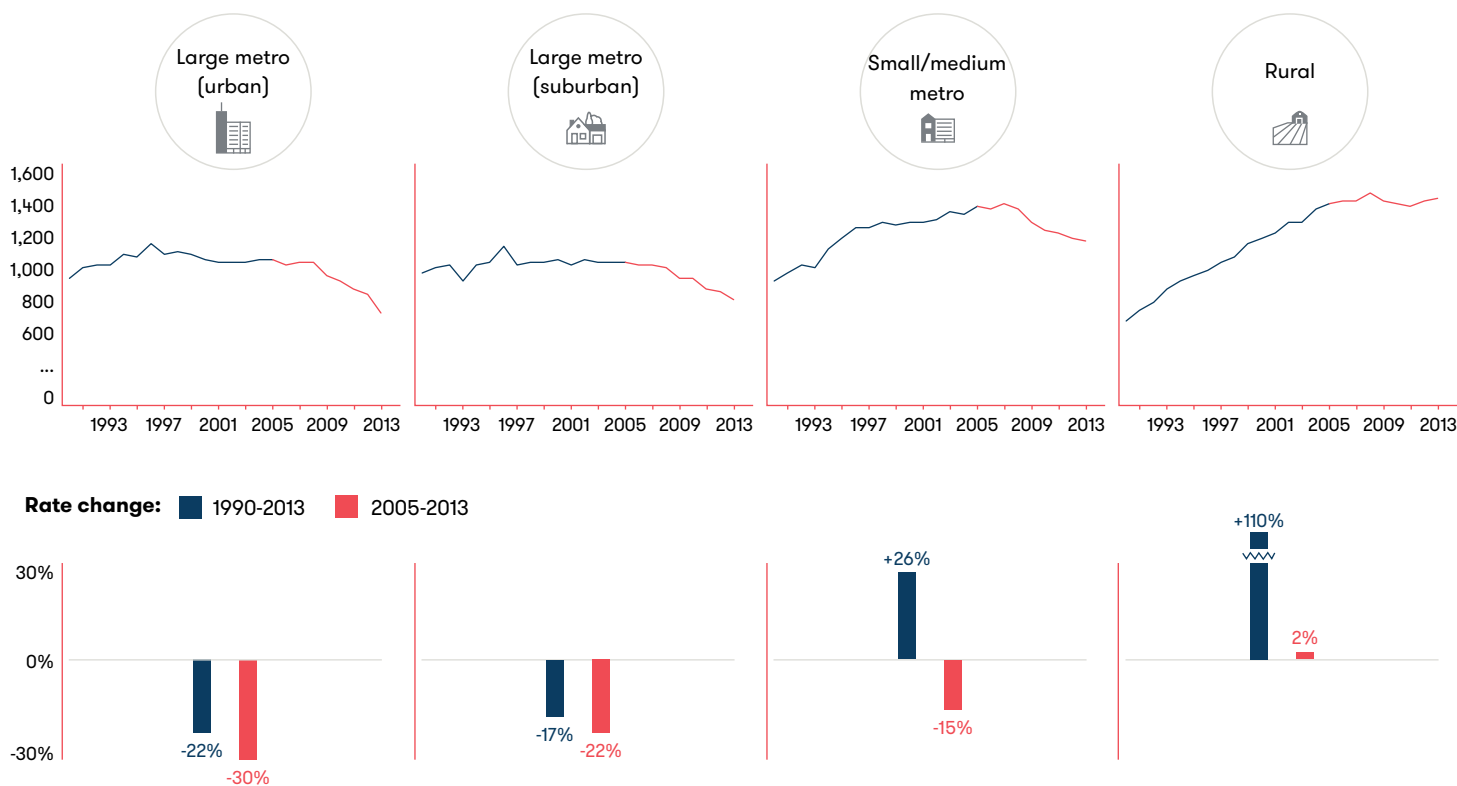 Large metro
(urban)
Large metro
(suburban)
Small/medium
metro
Rural
1,600
1,400
1,200
1,000
800
600
...
0
1993 1997 2001 2005 2009 2013
1993 1997 2001 2005 2009 2013
1993 1997 2001 2005 2009 2013
1993 1997 2001 2005 2009 2013
Rate change: 1990-2013 2005-2013
30%
0%
-30%
-22%
-30%
-17%
-22%
+26%
-15%
+110%
2%